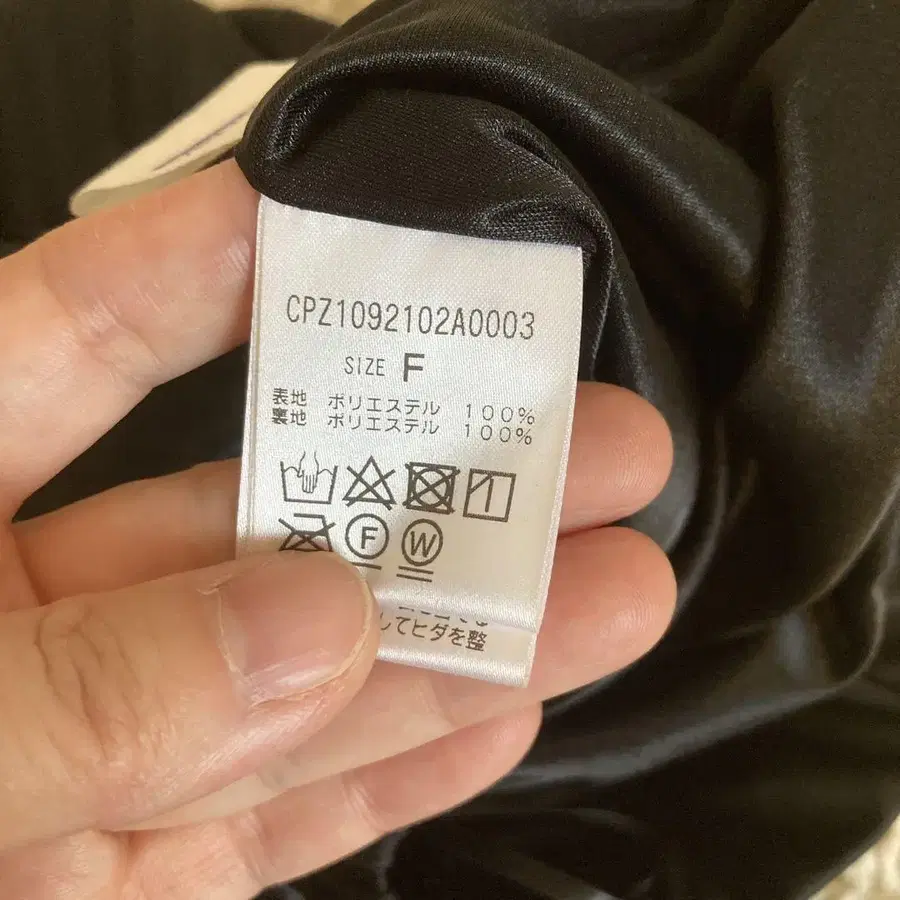 CPZ1092102A0003
SIZE F
表地 ポリエステル 100%
裏地 ポリエステル 100%
F W
してヒダを整